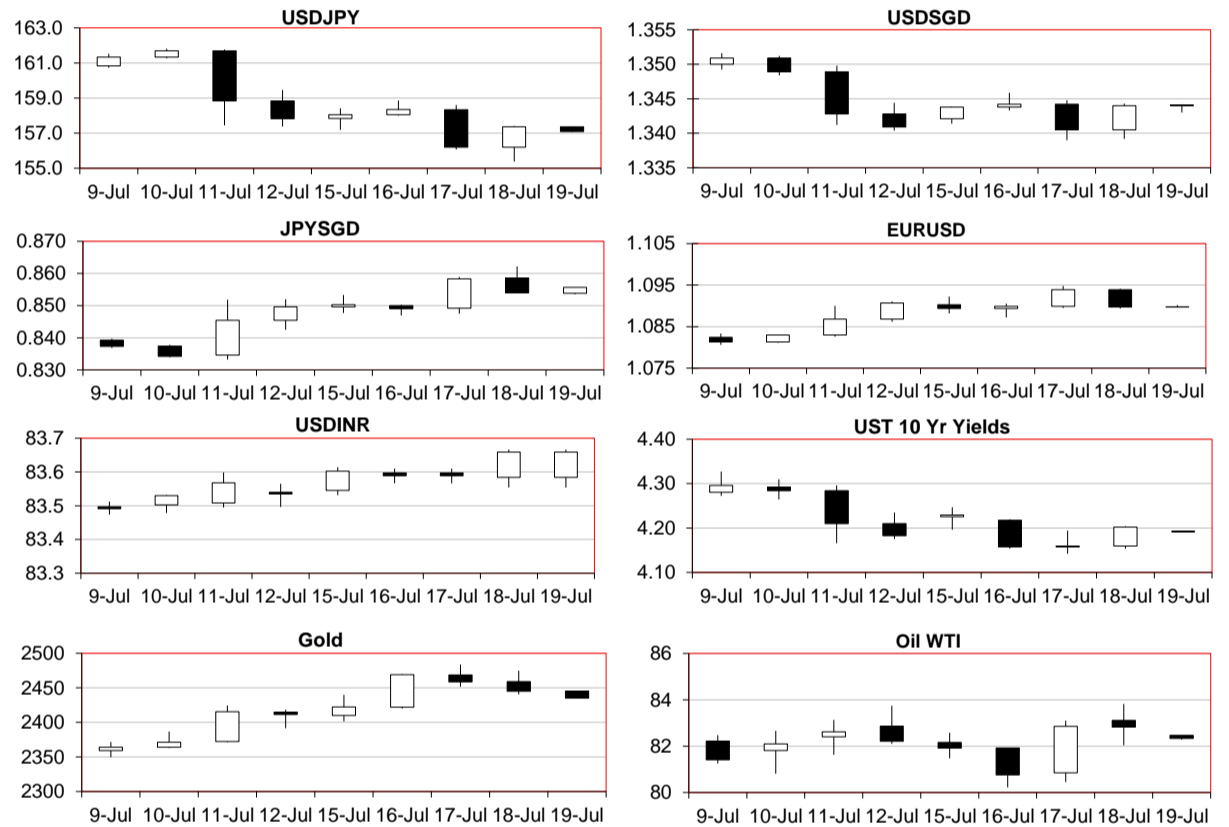 USDJPY
163.0
161.0
159.0
157.0
155.0
9-Jul 10-Jul 11-Jul 12-Jul 15-Jul 16-Jul 17-Jul 18-Jul 19-Jul
USDSGD
1.355
1.350
1.345
1.340
1.335
9-Jul 10-Jul 11-Jul 12-Jul 15-Jul 16-Jul 17-Jul 18-Jul 19-Jul
JPYSGD
0.870
0.860
0.850
0.840
0.830
9-Jul 10-Jul 11-Jul 12-Jul 15-Jul 16-Jul 17-Jul 18-Jul 19-Jul
EURUSD
1.105
1.095
1.085
1.075
9-Jul 10-Jul 11-Jul 12-Jul 15-Jul 16-Jul 17-Jul 18-Jul 19-Jul
USDINR
83.7
83.6
83.5
83.4
83.3
9-Jul 10-Jul 11-Jul 12-Jul 15-Jul 16-Jul 17-Jul 18-Jul 19-Jul
UST 10 Yr Yields
4.40
4.30
4.20
4.10
9-Jul 10-Jul 11-Jul 12-Jul 15-Jul 16-Jul 17-Jul 18-Jul 19-Jul
Gold
2500
2450
2400
2350
2300
9-Jul 10-Jul 11-Jul 12-Jul 15-Jul 16-Jul 17-Jul 18-Jul 19-Jul
Oil WTI
86
84
82
80
9-Jul 10-Jul 11-Jul 12-Jul 15-Jul 16-Jul 17-Jul 18-Jul 19-Jul